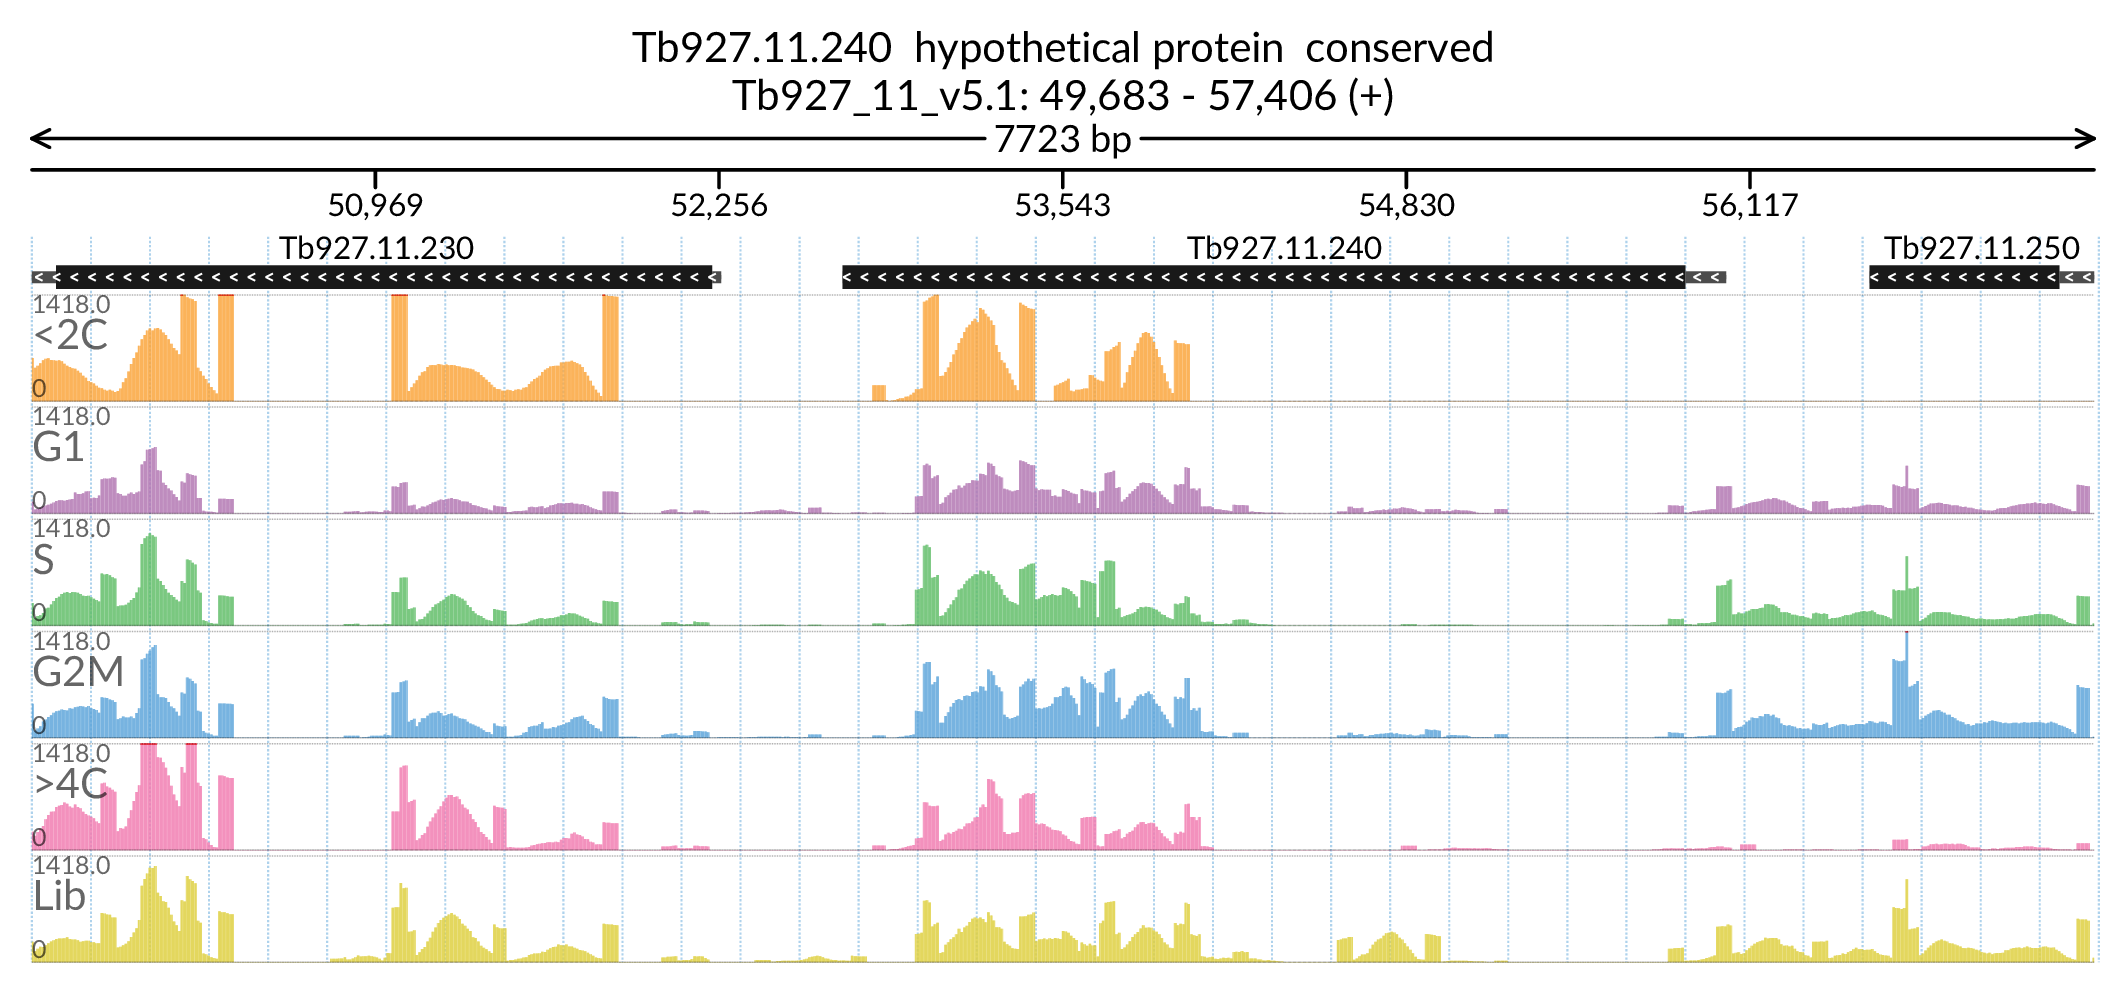 Tb927.11.240 hypothetical protein conserved
Tb927_11_v5.1: 49,683 - 57,406 (+)
7723 bp
50,969 52,256 53,543 54,830 56,117
Tb927.11.230 Tb927.11.240 Tb927.11.250
1418.0
<2C
0
1418.0
G1
0
1418.0
S
0
1418.0
G2M
0
1418.0
>4C
0
1418.0
Lib
0